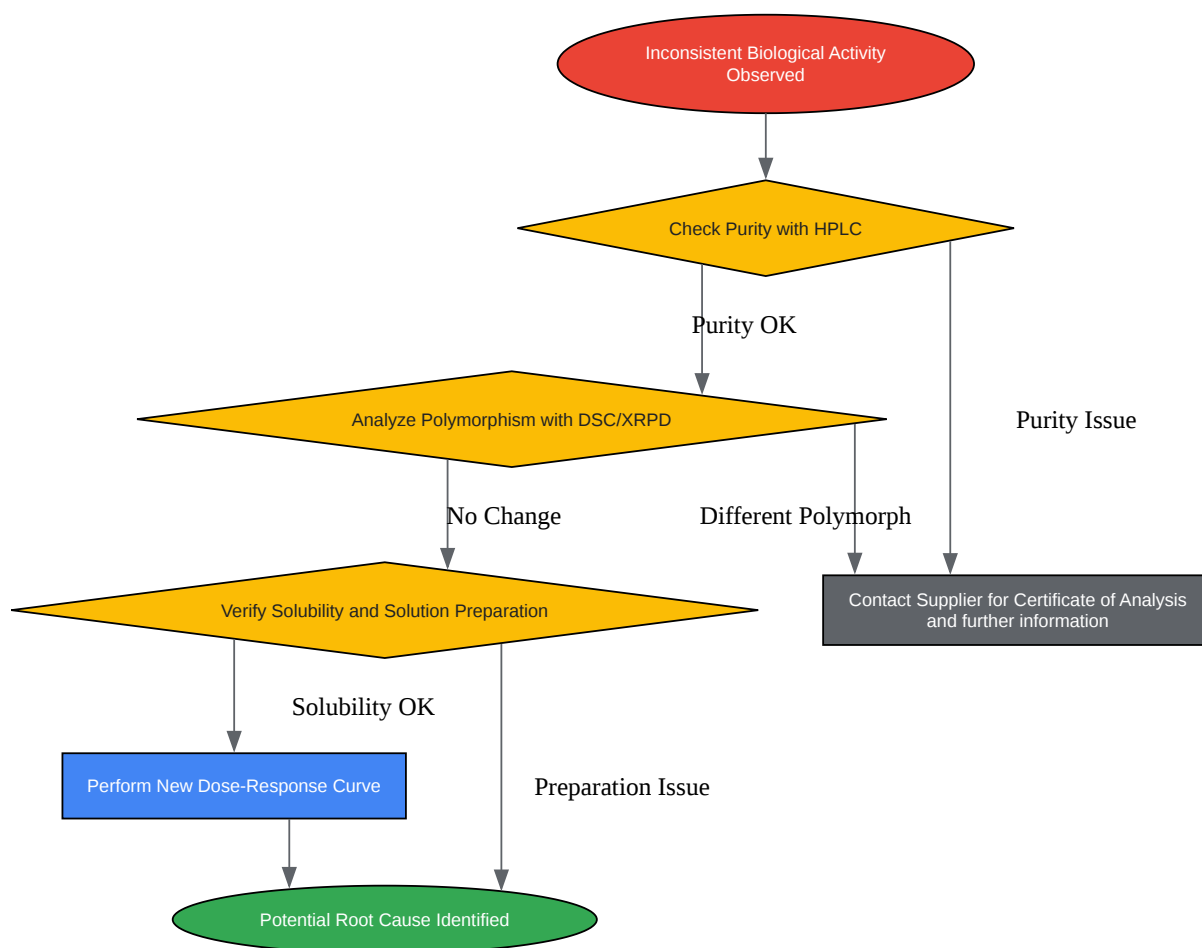 Inconsistent Biological Activity
Observed
Check Purity with HPLC
Purity OK
Analyze Polymorphism with DSC/XRPD
Purity Issue
No Change
Different Polymorph
Verify Solubility and Solution Preparation
Contact Supplier for Certificate of Analysis
and further information
Solubility OK
Perform New Dose-Response Curve
Preparation Issue
Potential Root Cause Identified